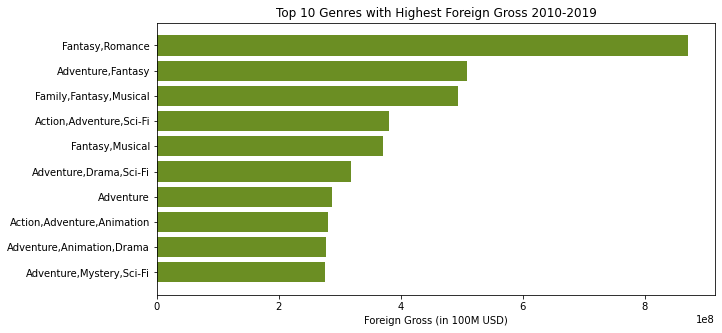 Top 10 Genres with Highest Foreign Gross 2010-2019
Fantasy,Romance
Adventure,Fantasy
Family,Fantasy,Musical
Action,Adventure,Sci-Fi
Fantasy,Musical
Adventure,Drama,Sci-Fi
Adventure
Action,Adventure,Animation
Adventure,Animation,Drama
Adventure,Mystery,Sci-Fi
0 2 4 6 8
Foreign Gross (in 100M USD) 1e8